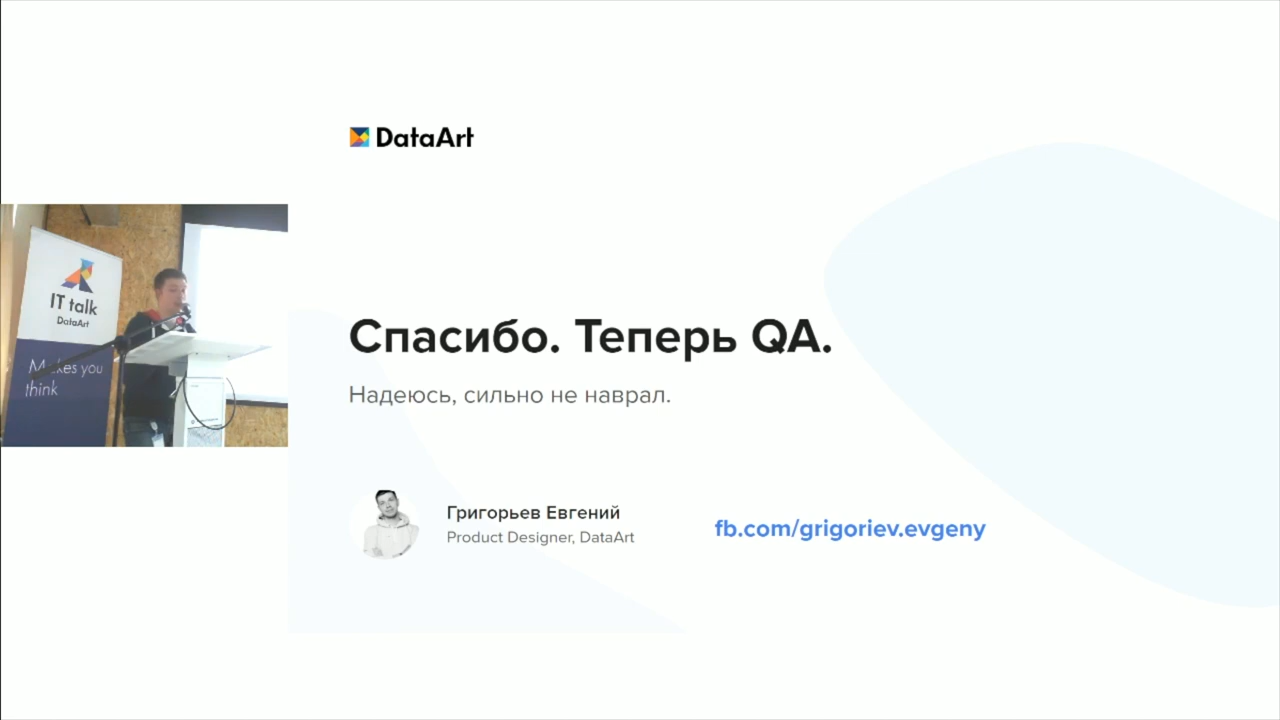 DataArt
IT talk
DataArt
Makes you
think
Спасибо. Теперь QA.
Надеюсь, сильно не наврал.
Григорьев Евгений
Product Designer, DataArt
fb.com/grigoriev.evgeny